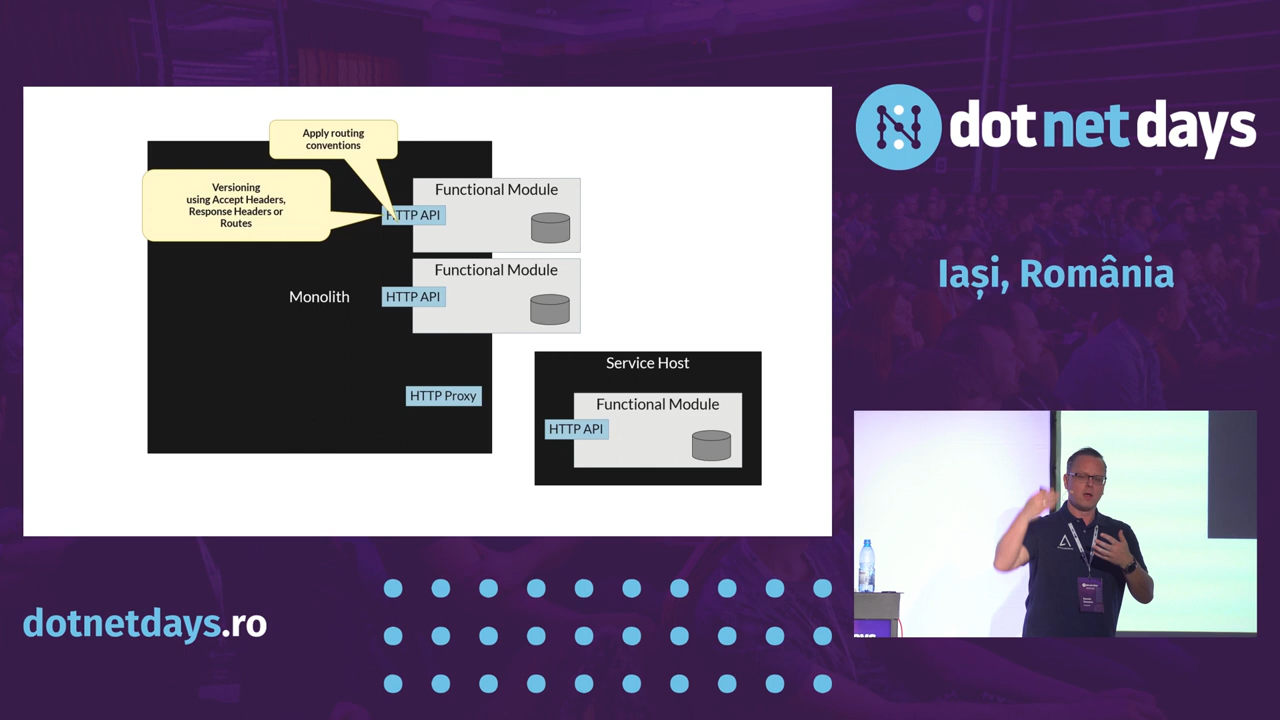 Apply routing
conventions
Versioning
using Accept Headers,
Response Headers or
Routes
Functional Module
HTTP API
Functional Module
HTTP API
Monolith
HTTP Proxy
Service Host
Functional Module
HTTP API
dotnetdays
Iași, România
dotnetdays.ro